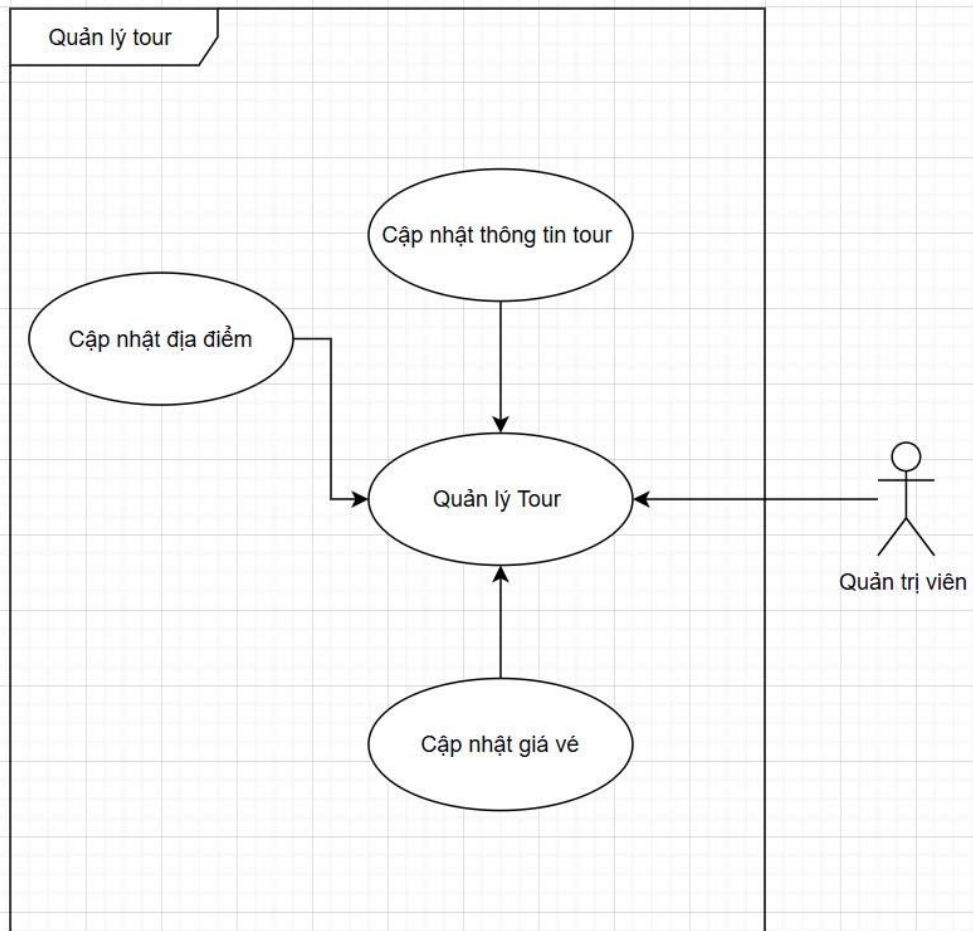 Quản lý tour
Cập nhật thông tin tour
Cập nhật địa điểm
Quản lý Tour
Quản trị viên
Cập nhật giá vé